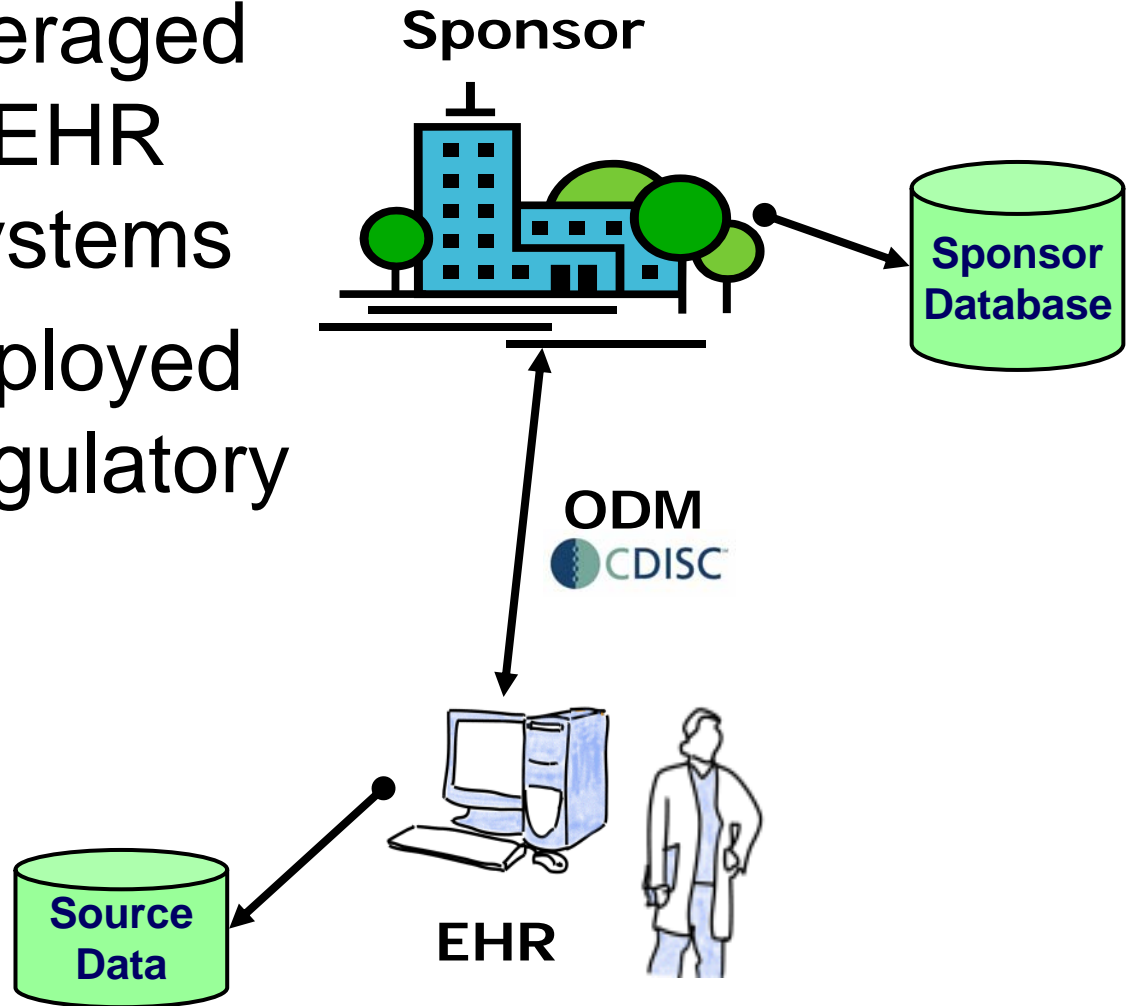 eraged
EHR
ystems
ployed
gulatory
Sponsor
Sponsor
Database
ODM
CDISC
Source
Data
EHR